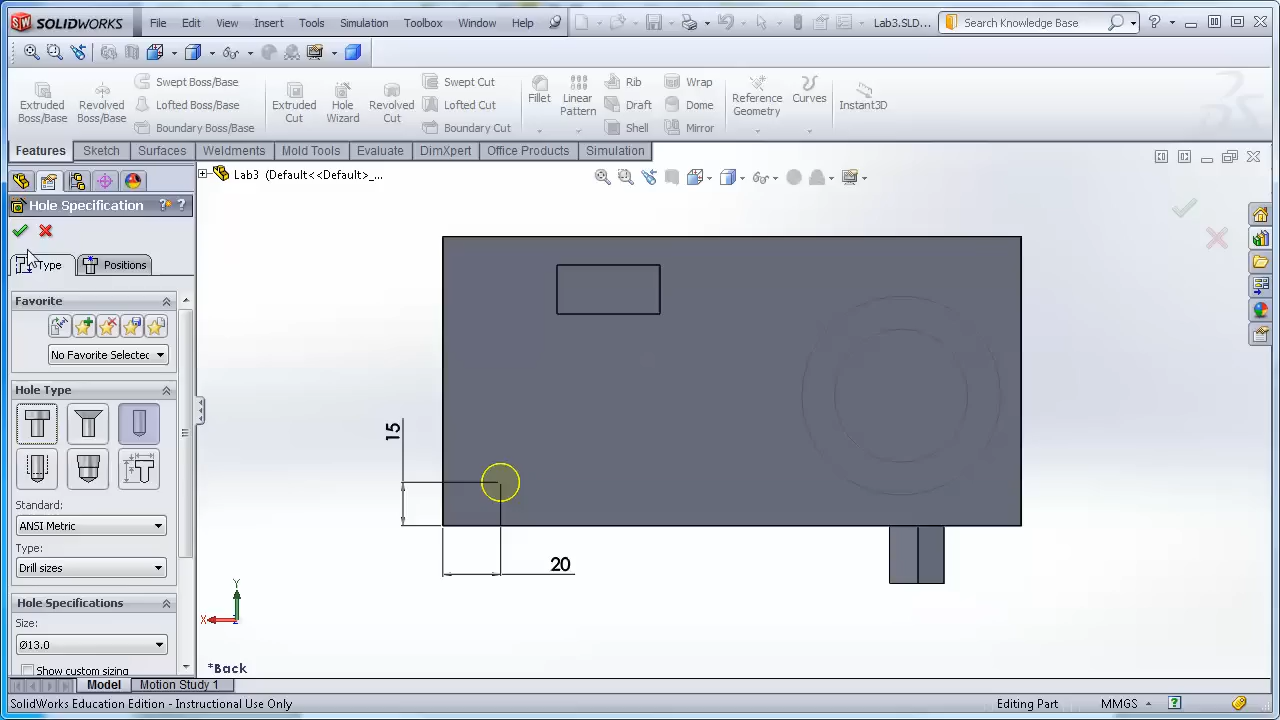 SOLIDWORKS File Edit View Insert Tools Simulation Toolbox Window Help Lab3.SLD... Search Knowledge Base
Extruded Boss/Base
Revolved Boss/Base
Swept Boss/Base
Lofted Boss/Base
Boundary Boss/Base
Extruded Cut
Hole Wizard
Revolved Cut
Swept Cut
Lofted Cut
Boundary Cut
Fillet
Linear Pattern
Rib
Draft
Shell
Wrap
Dome
Mirror
Reference Geometry
Curves
Instant3D
Features Sketch Surfaces Weldments Mold Tools Evaluate DimXpert Office Products Simulation
Lab3 (Default<<Default>_...
Hole Specification
Type Positions
Favorite
No Favorite Selected
Hole Type
Standard:
ANSI Metric
Type:
Drill sizes
Hole Specifications
Size:
Ø13.0
Show custom sizing
15
20
Y
X
*Back
Model Motion Study 1
SolidWorks Education Edition - Instructional Use Only Editing Part MMGS